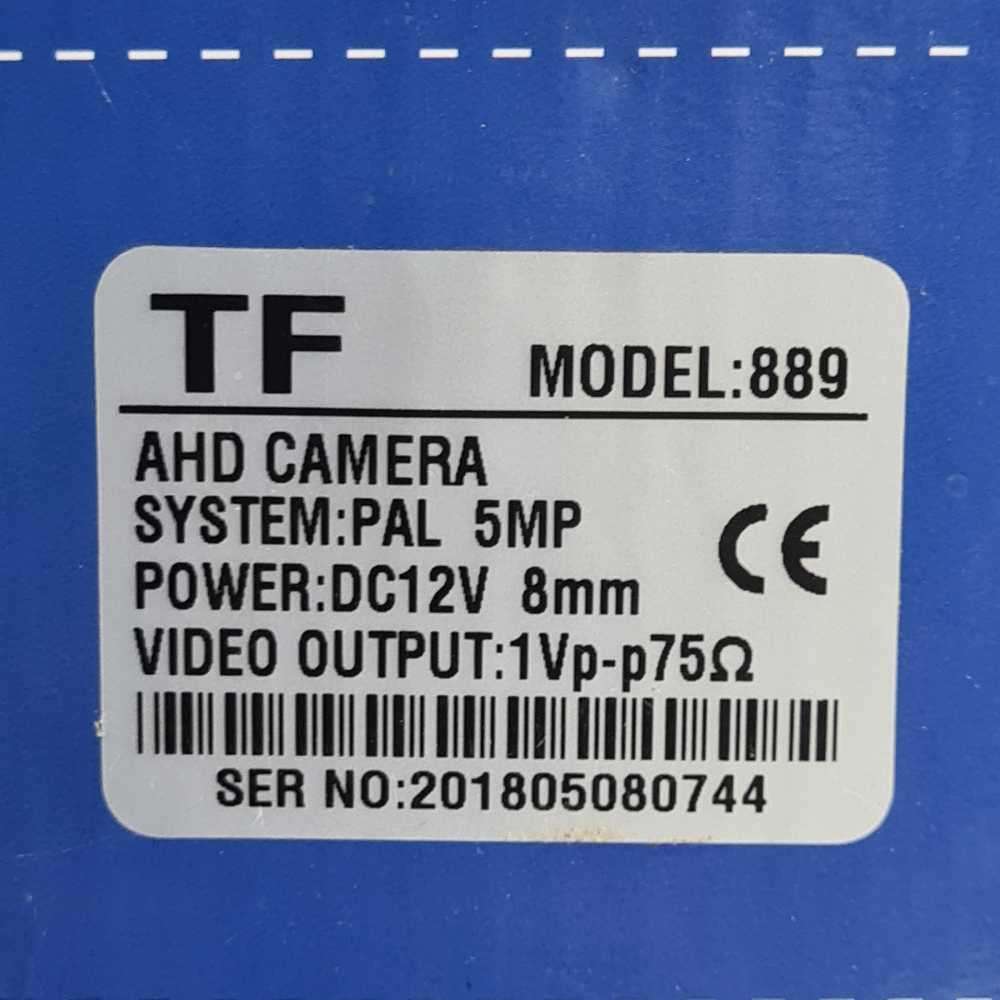 TF
MODEL:889
AHD CAMERA
SYSTEM:PAL 5MP
POWER:DC12V 8mm
VIDEO OUTPUT:1Vp-p75Ω
CE
SER NO:201805080744